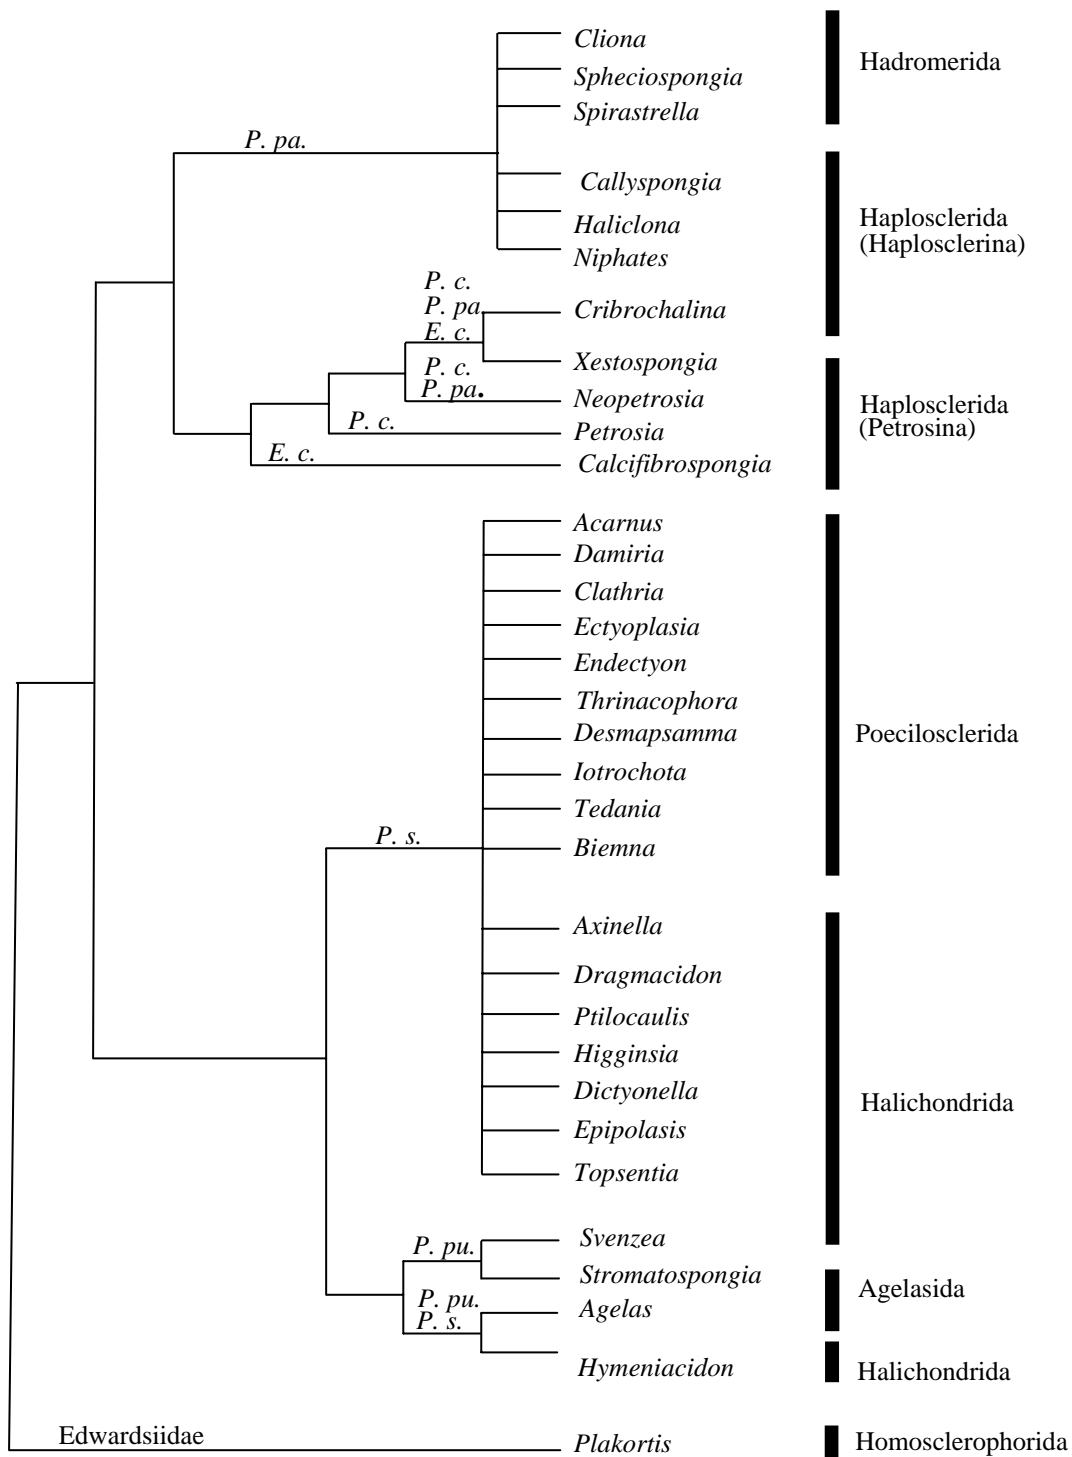 Cliona
Hadromerida
Spheciospongia
Spirastrella
P. pa.
Callyspongia
Haplosclerida
(Haplosclerina)
Haliclona
Niphates
P. c.
P. pa.
E. c.
Cribrochalina
Xestospongia
P. c.
P. pa.
Neopetrosia
Haplosclerida
(Petrosina)
P. c.
Petrosia
E. c.
Calcifibrospongia
Acarnus
Damiria
Clathria
Ectyoplasia
Endectyon
Thrinacophora
Desmapsamma
Poecilosclerida
Iotrochota
Tedania
P. s.
Biemna
Axinella
Dragmacidon
Ptilocaulis
Higginsia
Dictyonella
Halichondrida
Epipolasis
Topsentia
Svenzea
P. pu.
Stromatospongia
Agelasida
P. pu.
P. s.
Agelas
Hymeniacidon
Halichondrida
Edwardsiidae
Plakortis
Homosclerophorida